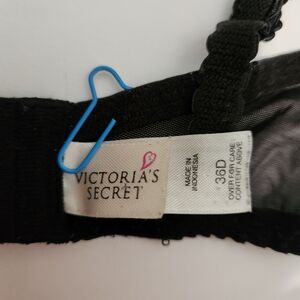 VICTORIA'S
SECRET
MADE IN
INDONESIA
36D
OVER FOR CARE
CONTENT ABOVE